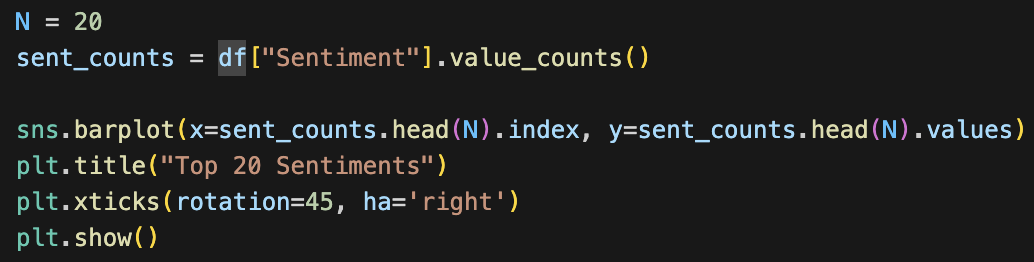 N = 20
sent_counts = df["Sentiment"].value_counts()
sns.barplot(x=sent_counts.head(N).index, y=sent_counts.head(N).values)
plt.title("Top 20 Sentiments")
plt.xticks(rotation=45, ha='right')
plt.show()